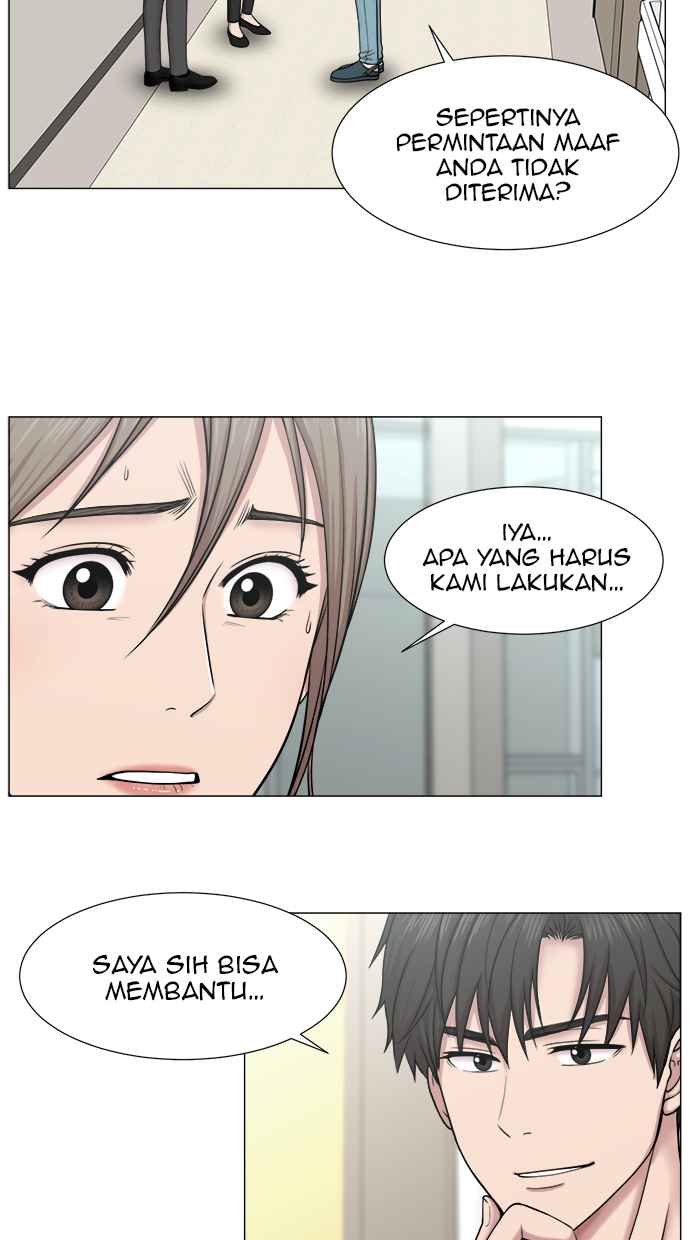 SEPERTINYA
PERMINTAAN MAAF
ANDA TIDAK
DITERIMA?
IYA...
APA YANG HARUS
KAMI LAKUKAN...
SAYA SIH BISA
MEMBANTU...